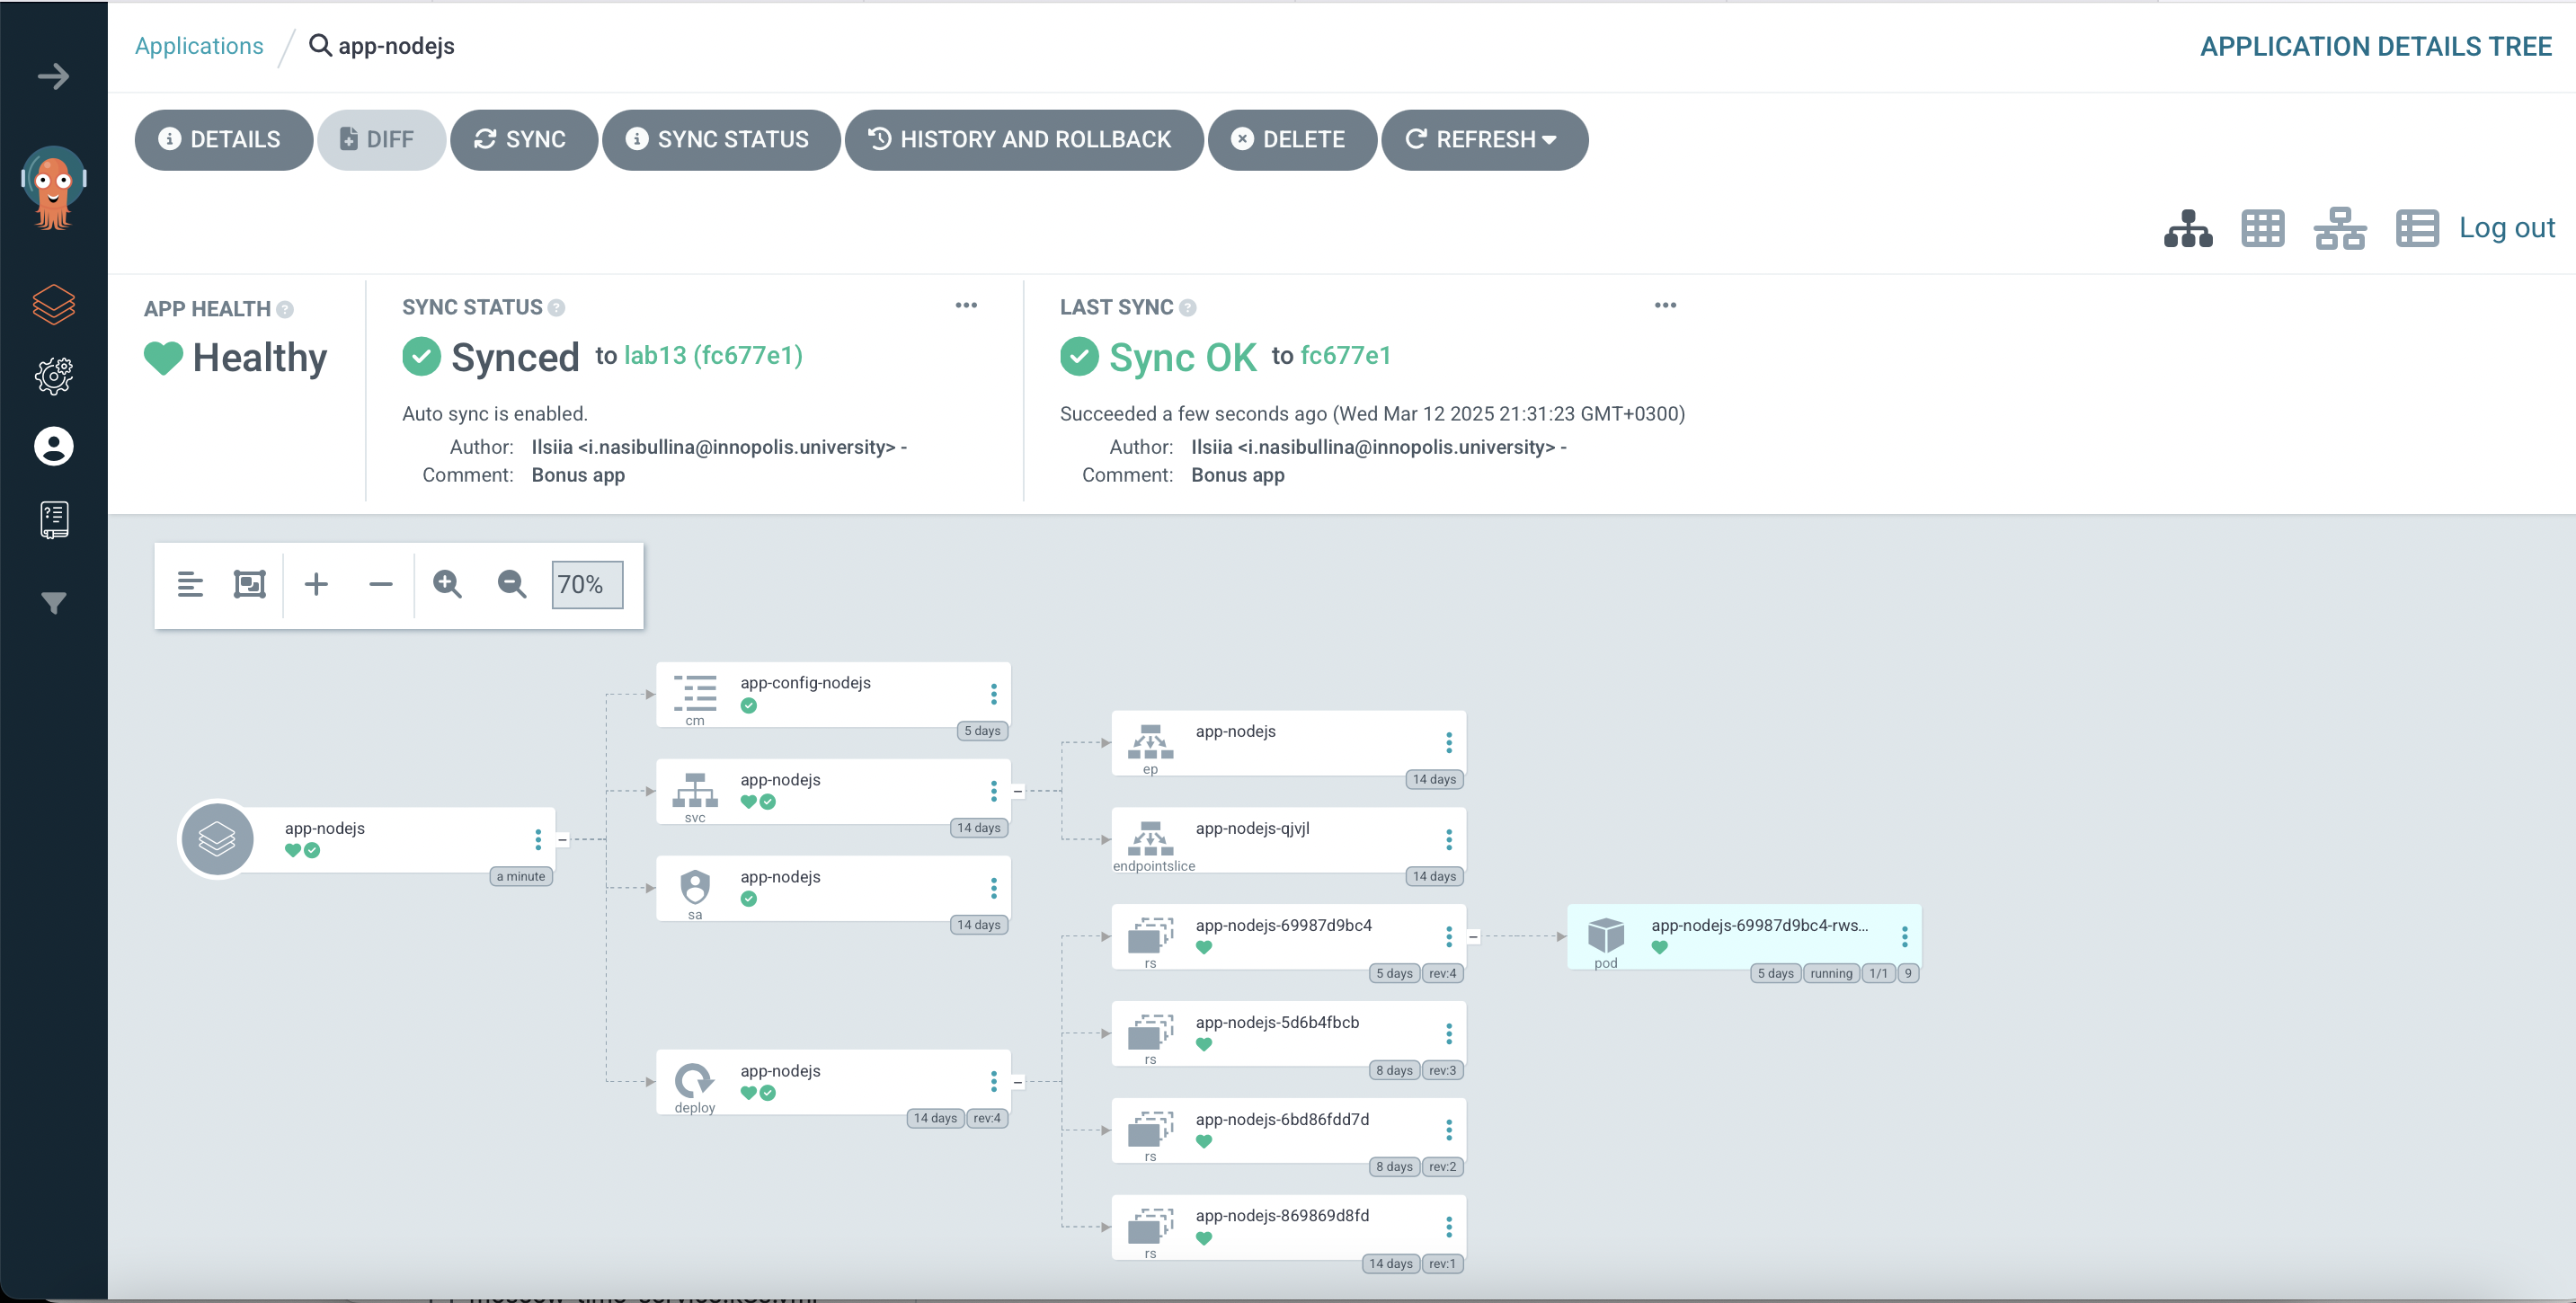 Applications / app-nodejs
APPLICATION DETAILS TREE
DETAILS
DIFF
SYNC
SYNC STATUS
HISTORY AND ROLLBACK
DELETE
REFRESH
Log out
APP HEALTH
Healthy
SYNC STATUS
Synced to lab13 (fc677e1)
Auto sync is enabled.
Author: Ilsiia <i.nasibullina@innopolis.university> -
Comment: Bonus app
LAST SYNC
Sync OK to fc677e1
Succeeded a few seconds ago (Wed Mar 12 2025 21:31:23 GMT+0300)
Author: Ilsiia <i.nasibullina@innopolis.university> -
Comment: Bonus app
70%
app-nodejs
a minute
app-config-nodejs
cm
5 days
app-nodejs
svc
14 days
app-nodejs
sa
14 days
app-nodejs
deploy
14 days rev:4
app-nodejs
ep
14 days
app-nodejs-qjvjl
endpointslice
14 days
app-nodejs-69987d9bc4
rs
5 days rev:4
app-nodejs-5d6b4fbcb
rs
8 days rev:3
app-nodejs-6bd86fdd7d
rs
8 days rev:2
app-nodejs-869869d8fd
rs
14 days rev:1
app-nodejs-69987d9bc4-rws...
pod
5 days running 1/1 9